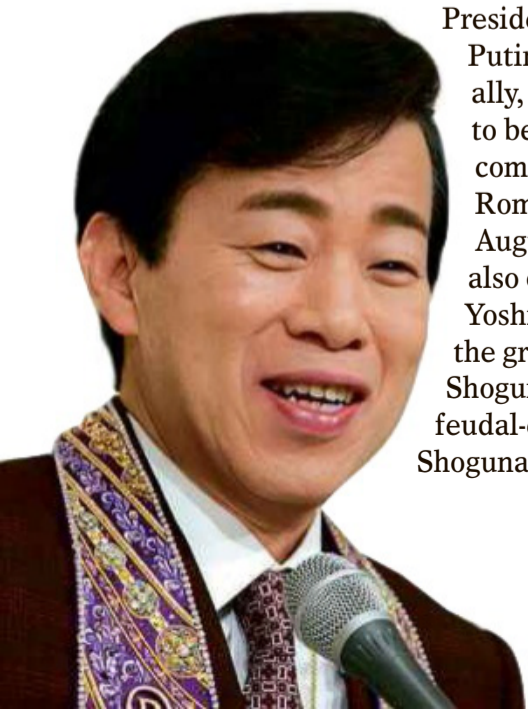 Preside
Putin
ally,
to be
com
Rom
Aug
also
Yoshi
the gr
Shogu
feudal-
Shoguna